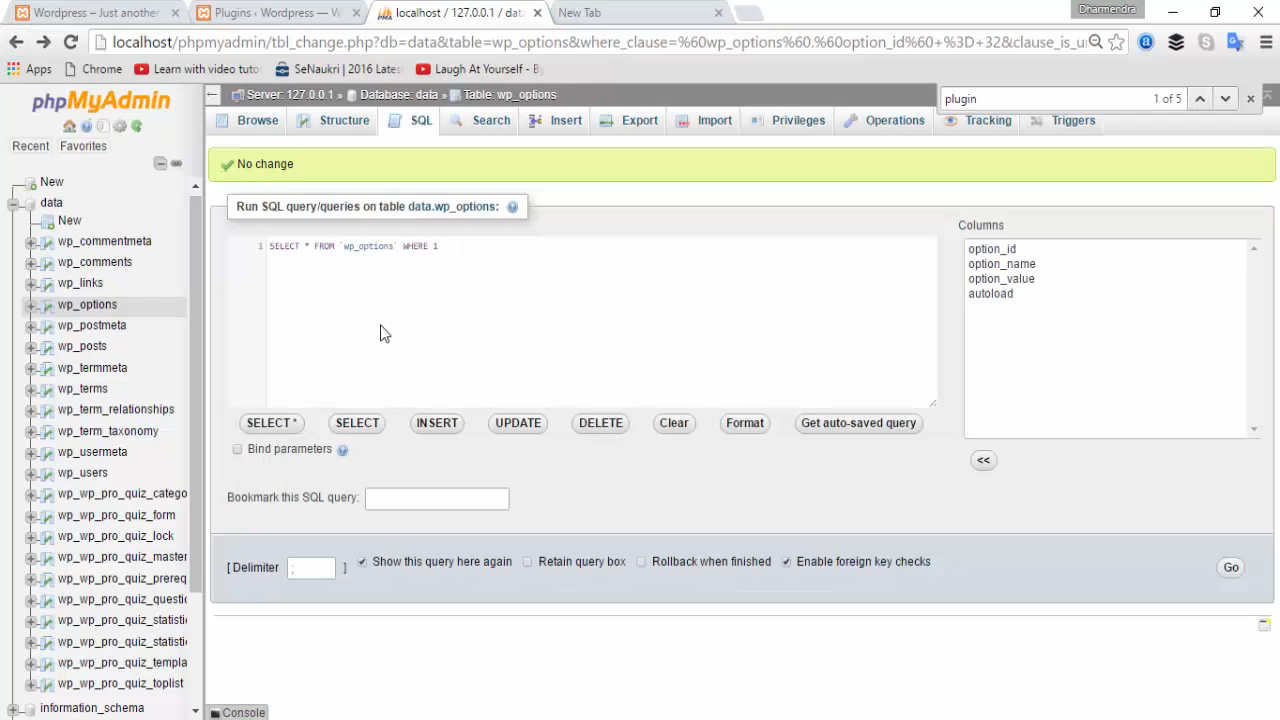 Wordpress – Just another
Plugins ‹ Wordpress — W
localhost / 127.0.0.1 / data
New Tab
Dharmendra
localhost/phpmyadmin/tbl_change.php?db=data&table=wp_options&where_clause=%60wp_options%60.%60option_id%60+%3D+32&clause_is_u
Apps
Chrome
Learn with video tuto
SeNaukri | 2016 Lates
Laugh At Yourself - By
phpMyAdmin
Recent
Favorites
New
data
New
wp_commentmeta
wp_comments
wp_links
wp_options
wp_postmeta
wp_posts
wp_termmeta
wp_terms
wp_term_relationships
wp_term_taxonomy
wp_usermeta
wp_users
wp_wp_pro_quiz_catego
wp_wp_pro_quiz_form
wp_wp_pro_quiz_lock
wp_wp_pro_quiz_master
wp_wp_pro_quiz_prereq
wp_wp_pro_quiz_questio
wp_wp_pro_quiz_statisti
wp_wp_pro_quiz_statisti
wp_wp_pro_quiz_templa
wp_wp_pro_quiz_toplist
information_schema
Server: 127.0.0.1 » Database: data » Table: wp_options
plugin
1 of 5
Browse
Structure
SQL
Search
Insert
Export
Import
Privileges
Operations
Tracking
Triggers
No change
Run SQL query/queries on table data.wp_options:
1 SELECT * FROM `wp_options` WHERE 1
Columns
option_id
option_name
option_value
autoload
SELECT *
SELECT
INSERT
UPDATE
DELETE
Clear
Format
Get auto-saved query
<<
Bind parameters
Bookmark this SQL query:
[ Delimiter ; ]
Show this query here again
Retain query box
Rollback when finished
Enable foreign key checks
Go
Console